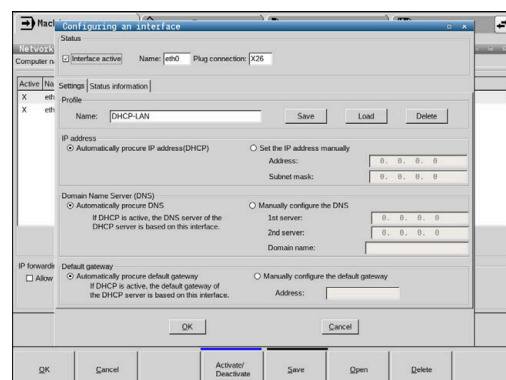 Configuring an interface
Status
Interface active Name: eth0 Plug connection: X26
Network
Computer
Active
X eth
X eth
Settings Status information
Profile
Name: DHCP-LAN Save Load Delete
IP address
Automatically procure IP address(DHCP) Set the IP address manually
Address: 0. 0. 0. 0
Subnet mask: 0. 0. 0. 0
Domain Name Server (DNS)
Automatically procure DNS Manually configure the DNS
If DHCP is active, the DNS server of the
DHCP server is based on this interface.
1st server: 0. 0. 0. 0
2nd server: 0. 0. 0. 0
Domain name:
IP forwardi
Allow
Default gateway
Automatically procure default gateway Manually configure the default gateway
If DHCP is active, the default gateway of
the DHCP server is based on this interface.
Address:
OK Cancel
OK Cancel Activate/
Deactivate Save Open Delete